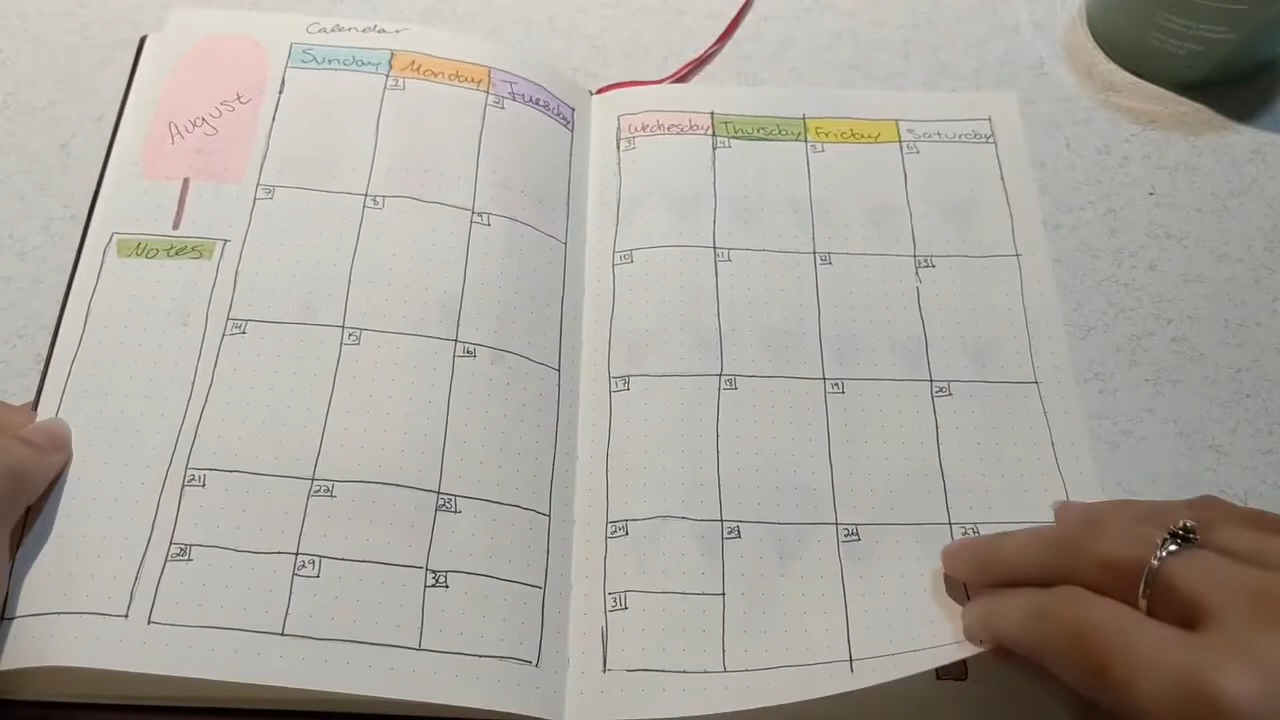 Calendar
August
Sunday Monday Tuesday Wednesday Thursday Friday Saturday
1 2 3 4 5 6
7 8 9 10 11 12 13
Notes
14 15 16 17 18 19 20
21 22 23 24 25 26 27
28 29 30 31